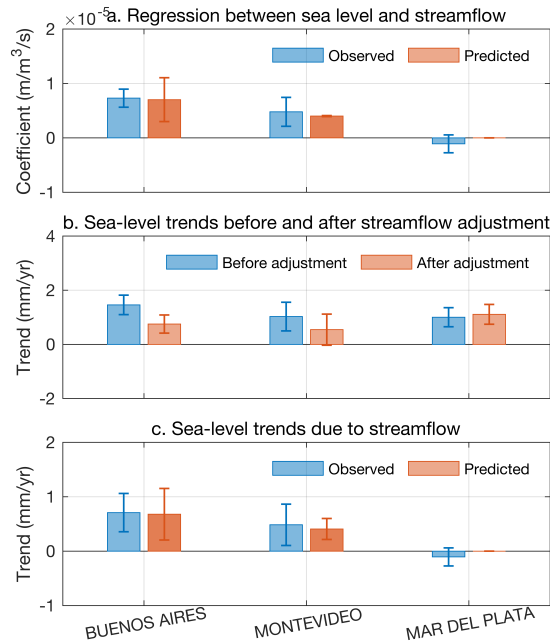 ×10⁻⁵
a. Regression between sea level and streamflow
2
1
0
-1
Coefficient (m/m³/s)
Observed
Predicted
b. Sea-level trends before and after streamflow adjustment
4
2
0
-2
Trend (mm/yr)
Before adjustment
After adjustment
c. Sea-level trends due to streamflow
2
1
0
-1
Trend (mm/yr)
Observed
Predicted
BUENOS AIRES
MONTEVIDEO
MAR DEL PLATA